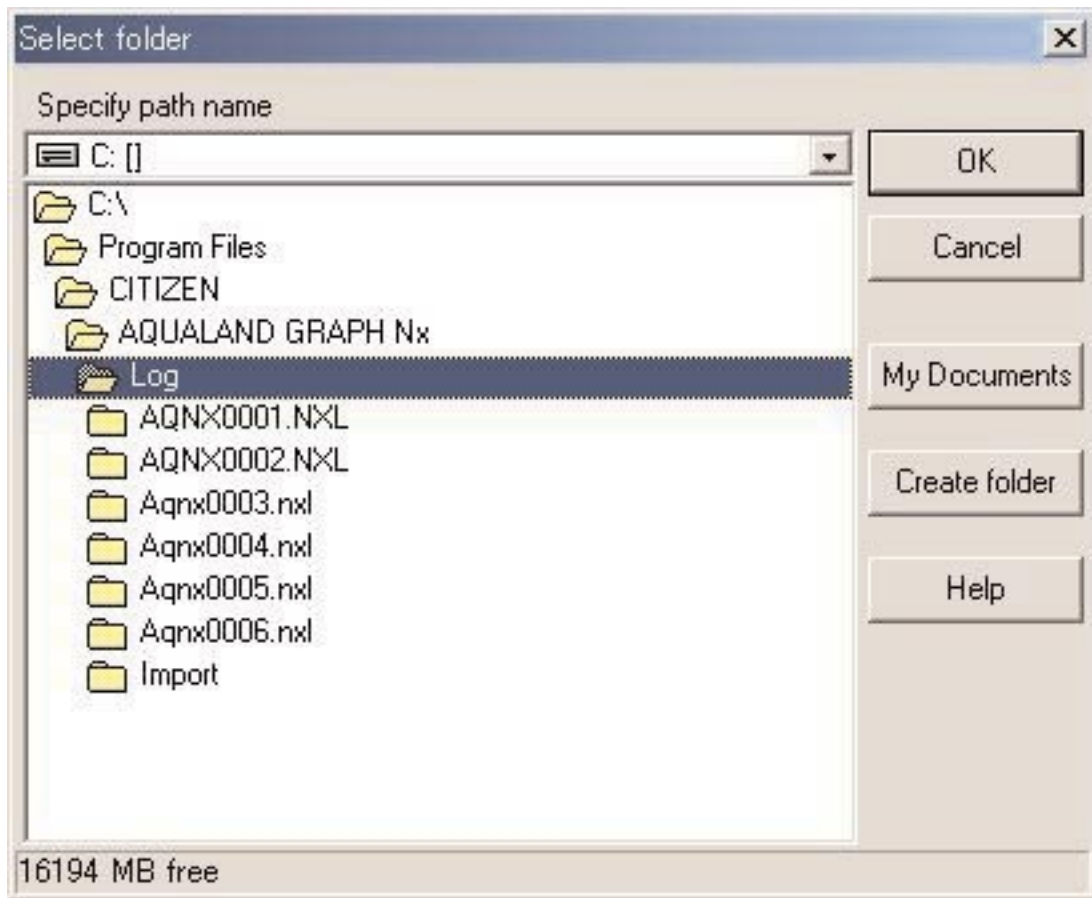 Select folder
Specify path name
C: []
OK
C:\
Program Files
Cancel
CITIZEN
AQUALAND GRAPH Nx
Log
My Documents
AQNX0001.NXL
AQNX0002.NXL
Create folder
Aqnx0003.nxl
Aqnx0004.nxl
Aqnx0005.nxl
Help
Aqnx0006.nxl
Import
16194 MB free